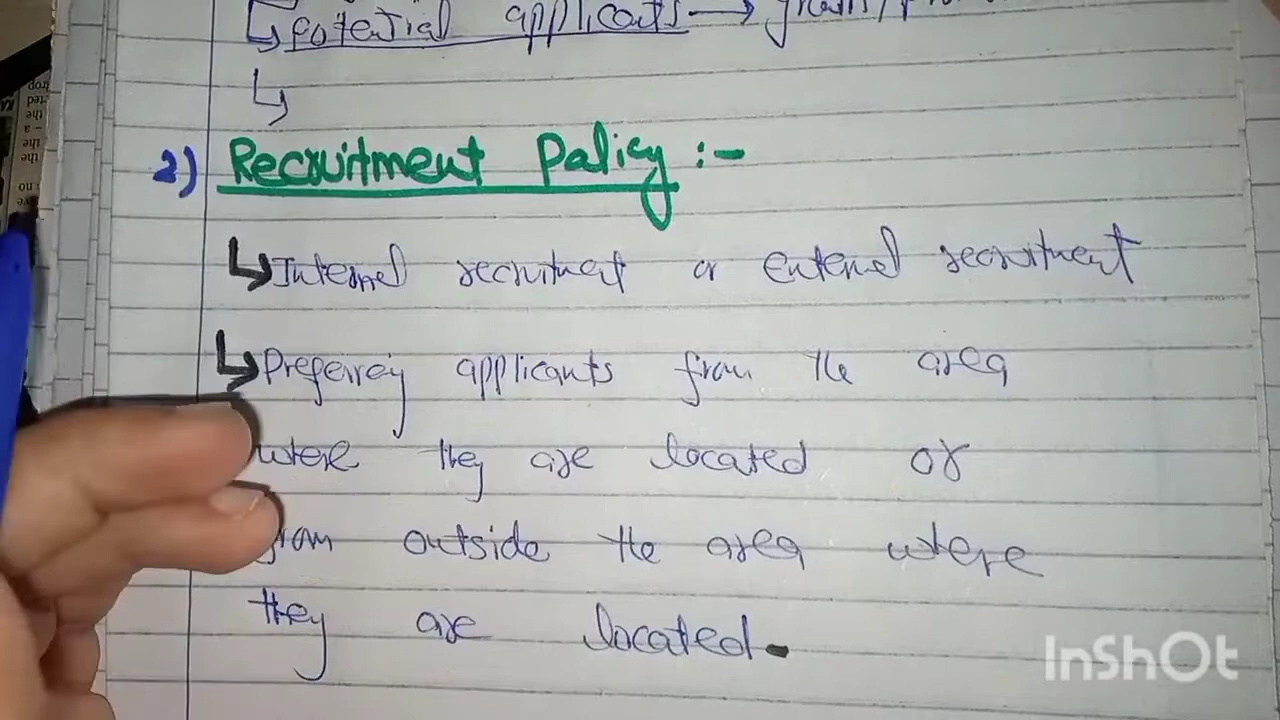 ↳ potential applicants →
↳
2) Recruitment Policy :-
↳ Internal recruitment or external recruitment
↳ Preferring applicants from the area
where they are located or
from outside the area where
they are located.
InShOt